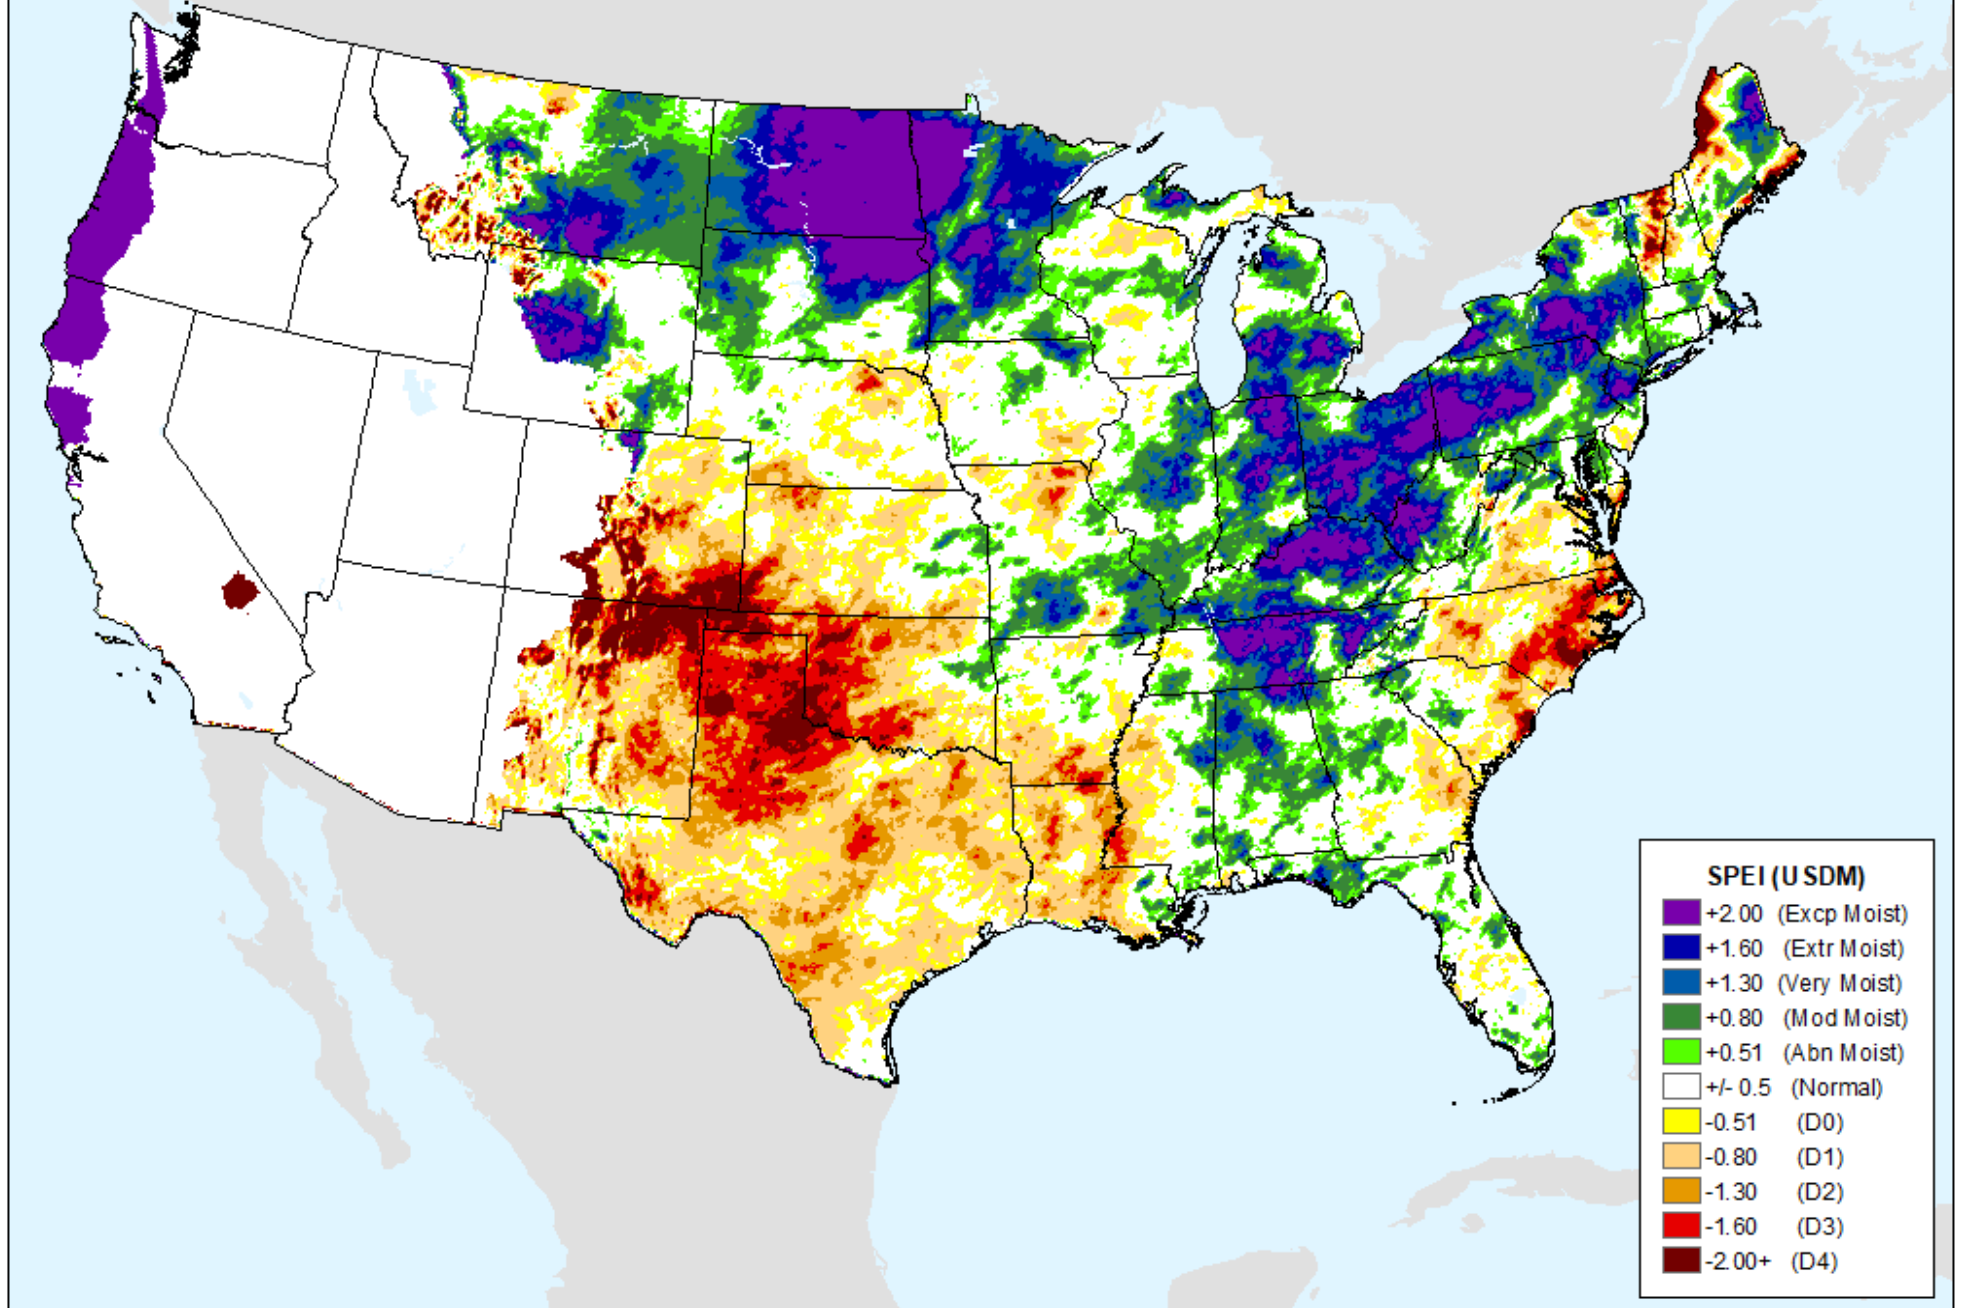 SPEI (USDM)
+2.00 (Excp Moist)
+1.60 (Extr Moist)
+1.30 (Very Moist)
+0.80 (Mod Moist)
+0.51 (Abn Moist)
+/- 0.5 (Normal)
-0.51 (D0)
-0.80 (D1)
-1.30 (D2)
-1.60 (D3)
-2.00+ (D4)